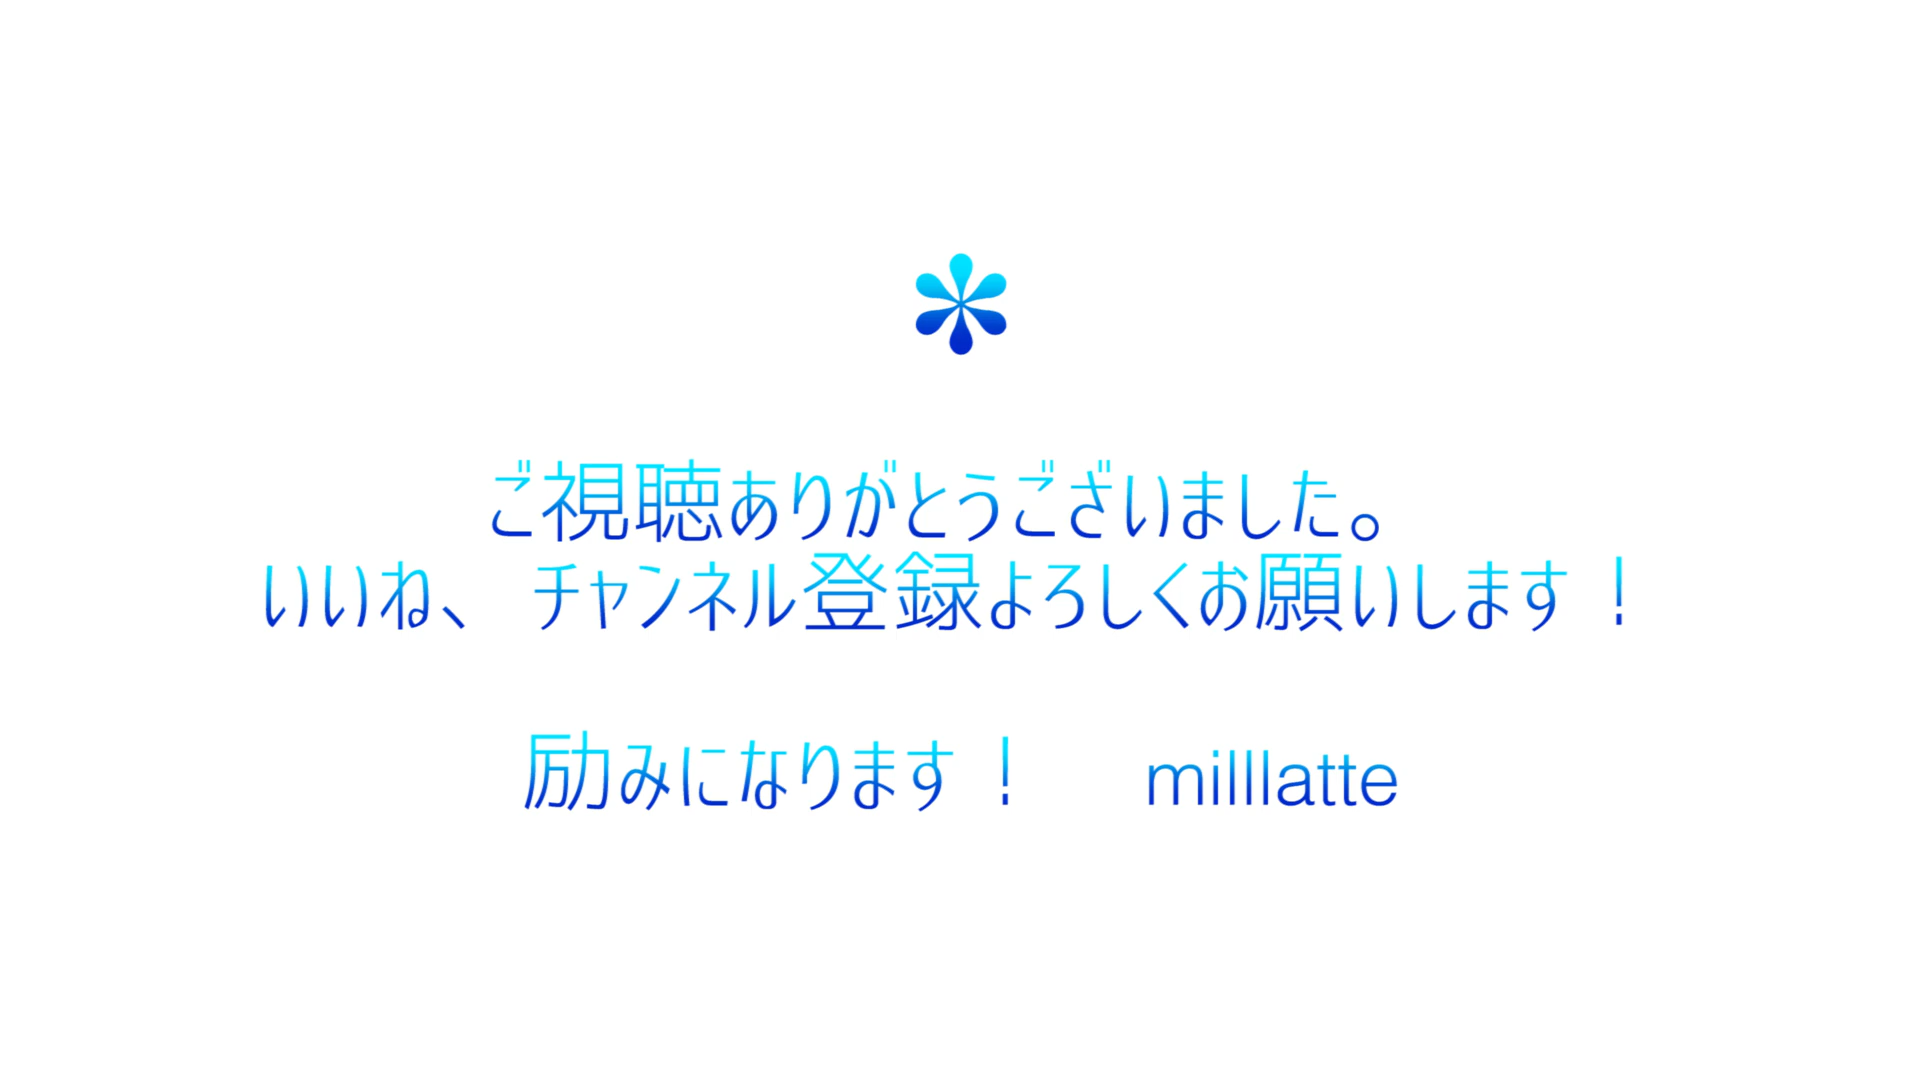 *
ご視聴ありがとうございました。
いいね、 チャンネル登録よろしくお願いします！
励みになります！ milllatte